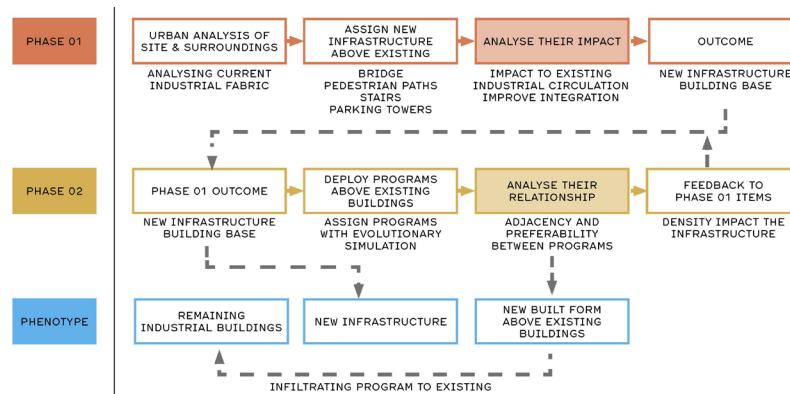 PHASE 01
URBAN ANALYSIS OF
SITE & SURROUNDINGS
ASSIGN NEW
INFRASTRUCTURE
ABOVE EXISTING
ANALYSE THEIR IMPACT
OUTCOME
ANALYSING CURRENT
INDUSTRIAL FABRIC
BRIDGE
PEDESTRIAN PATHS
STAIRS
PARKING TOWERS
IMPACT TO EXISTING
INDUSTRIAL CIRCULATION
IMPROVE INTEGRATION
NEW INFRASTRUCTURE
BUILDING BASE
PHASE 02
PHASE 01 OUTCOME
DEPLOY PROGRAMS
ABOVE EXISTING
BUILDINGS
ANALYSE THEIR
RELATIONSHIP
FEEDBACK TO
PHASE 01 ITEMS
NEW INFRASTRUCTURE
BUILDING BASE
ASSIGN PROGRAMS
WITH EVOLUTIONARY
SIMULATION
ADJACENCY AND
PREFERABILITY
BETWEEN PROGRAMS
DENSITY IMPACT THE
INFRASTRUCTURE
PHENOTYPE
REMAINING
INDUSTRIAL BUILDINGS
NEW INFRASTRUCTURE
NEW BUILT FORM
ABOVE EXISTING
BUILDINGS
INFILTRATING PROGRAM TO EXISTING